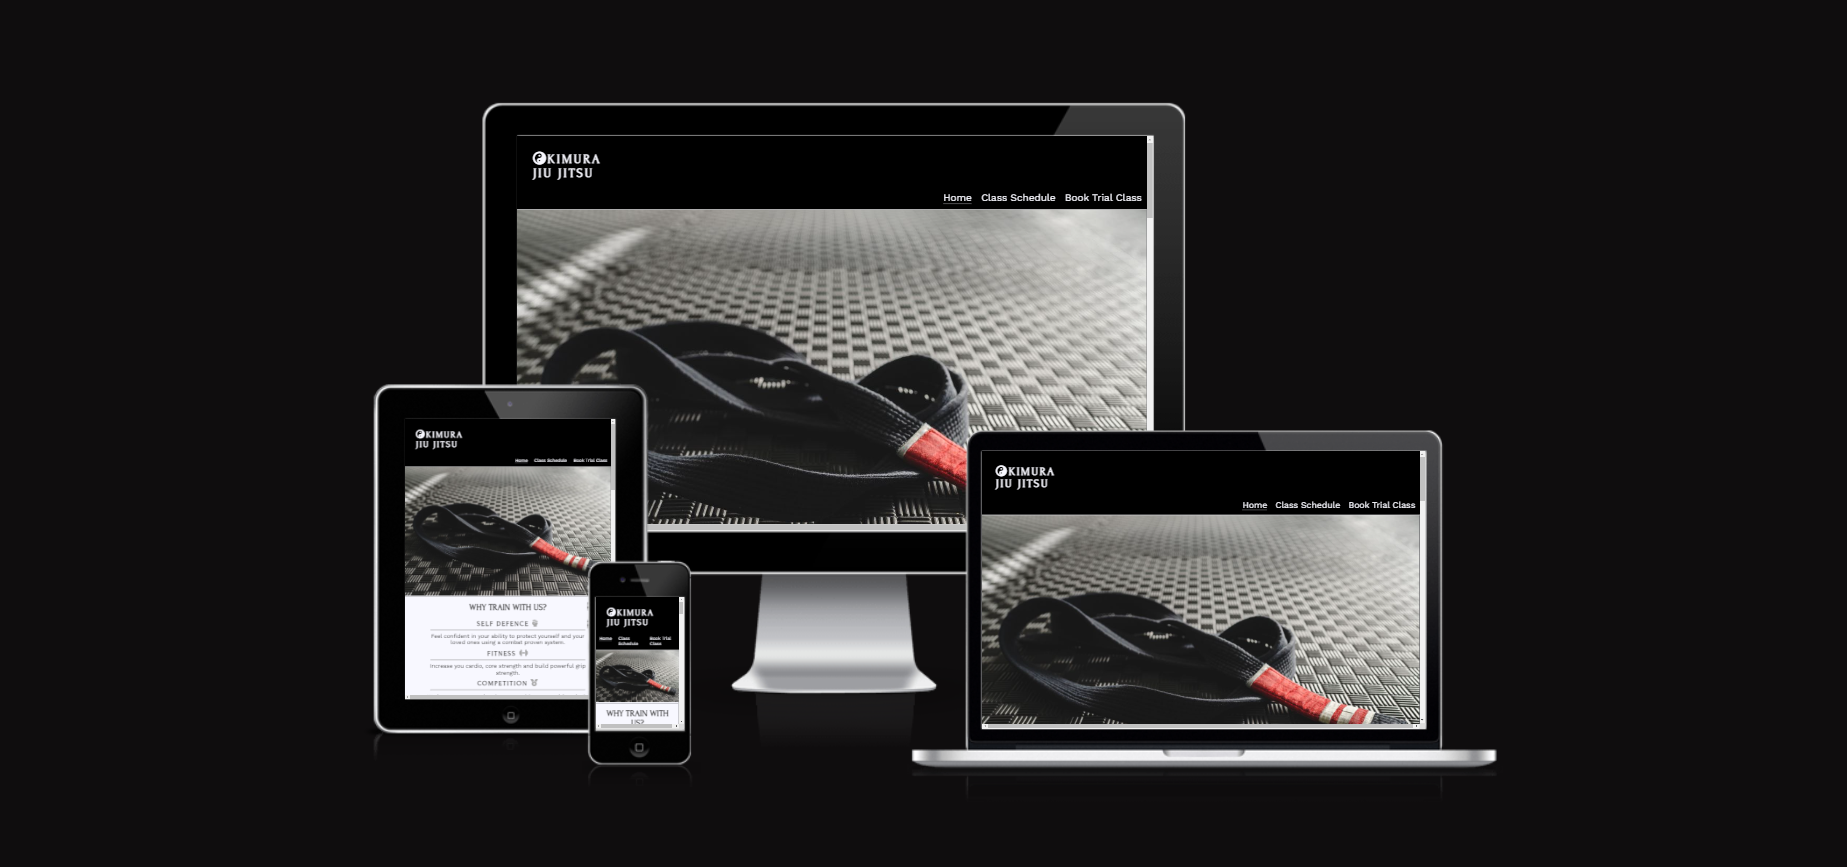 KIMURA
JIU JITSU
Home Class Schedule Book Trial Class
KIMURA
JIU JITSU
Home Class Schedule Book Trial Class
WHY TRAIN WITH US?
SELF DEFENCE
Feel confident in your ability to protect yourself and your
loved ones using a combat proven system.
FITNESS
Increase you cardio, core strength and build powerful grip
strength.
COMPETITION
KIMURA
JIU JITSU
Home Class Book Trial
Schedule Class
WHY TRAIN WITH
US?
KIMURA
JIU JITSU
Home Class Schedule Book Trial Class